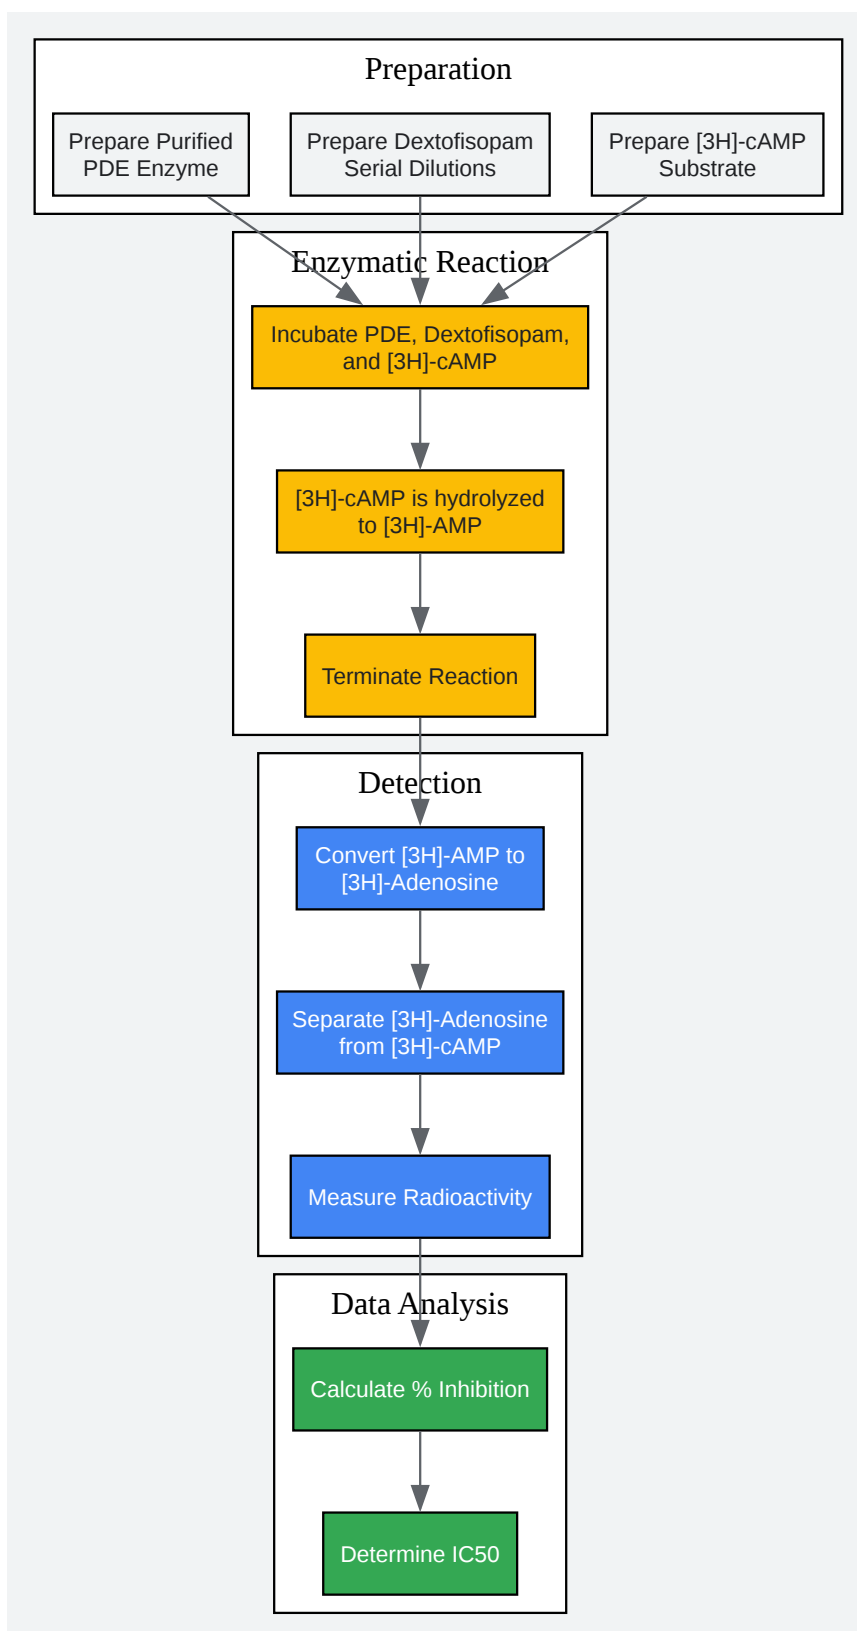 Preparation
Prepare Purified
PDE Enzyme
Prepare Dextofisopam
Serial Dilutions
Prepare [3H]-cAMP
Substrate
Enzymatic Reaction
Incubate PDE, Dextofisopam,
and [3H]-cAMP
[3H]-cAMP is hydrolyzed
to [3H]-AMP
Terminate Reaction
Detection
Convert [3H]-AMP to
[3H]-Adenosine
Separate [3H]-Adenosine
from [3H]-cAMP
Measure Radioactivity
Data Analysis
Calculate % Inhibition
Determine IC50